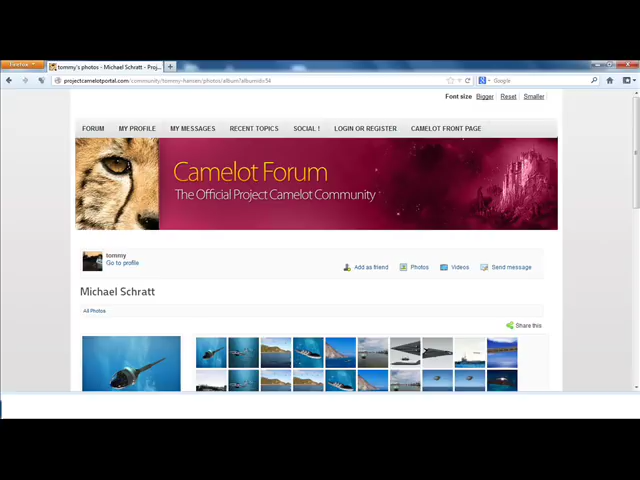 Firefox
tommy's photos - Michael Schratt - Proj...
projectcamelotportal.com/community/tommy-hansen/photos/album?albumid=54
Google
Font size Bigger Reset Smaller
FORUM MY PROFILE MY MESSAGES RECENT TOPICS SOCIAL ! LOGIN OR REGISTER CAMELOT FRONT PAGE
Camelot Forum
The Official Project Camelot Community
tommy
Go to profile
Add as friend Photos Videos Send message
Michael Schratt
All Photos
Share this